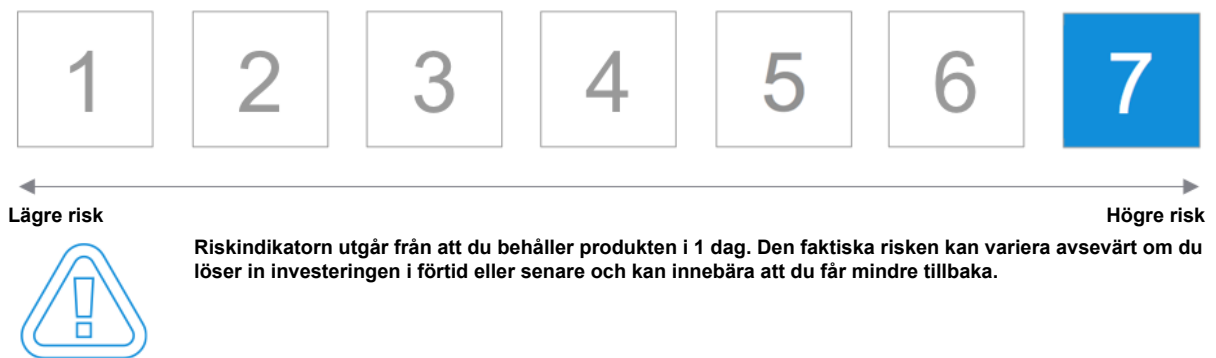 1 2 3 4 5 6 7
Lägre risk Högre risk
Riskindikatorn utgår från att du behåller produkten i 1 dag. Den faktiska risken kan variera avsevärt om du
löser in investeringen i förtid eller senare och kan innebära att du får mindre tillbaka.